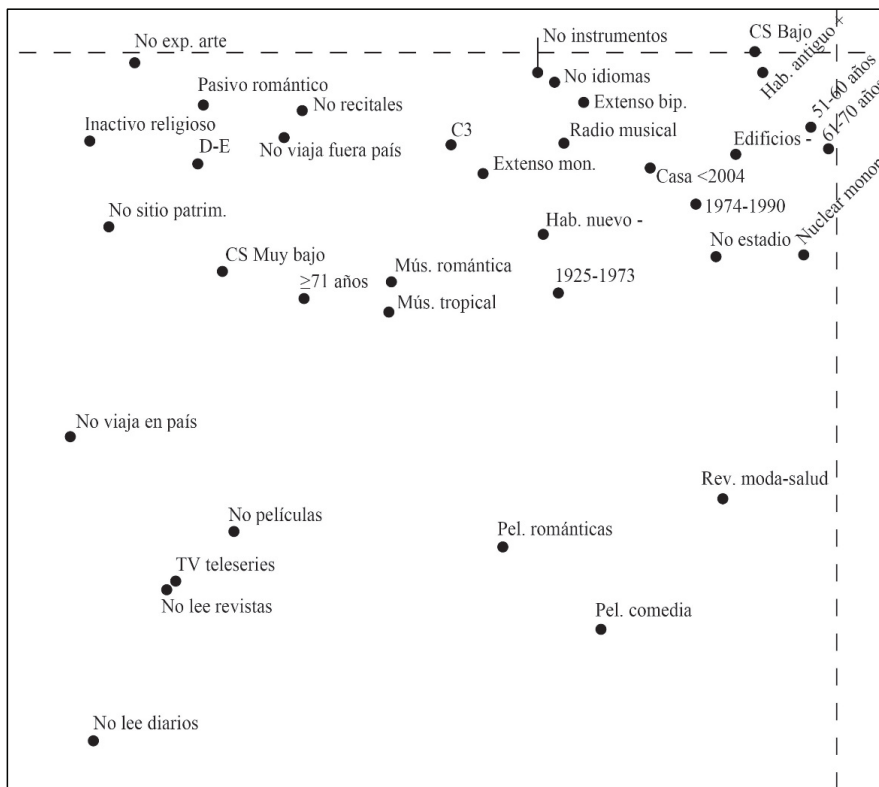 No instrumentos
CS Bajo
No exp. arte
Hab. antiguo +
No idiomas
Pasivo romántico
Extenso bip.
No recitales
51-60 años
61-70 años
Inactivo religioso
C3
Radio musical
Edificios -
D-E
No viaja fuera país
Extenso mon.
Casa <2004
1974-1990
No sitio patrim.
Hab. nuevo -
No estadio
Nuclear monop
CS Muy bajo
Mús. romántica
≥71 años
1925-1973
Mús. tropical
No viaja en país
Rev. moda-salud
No películas
Pel. románticas
TV teleseries
No lee revistas
Pel. comedia
No lee diarios